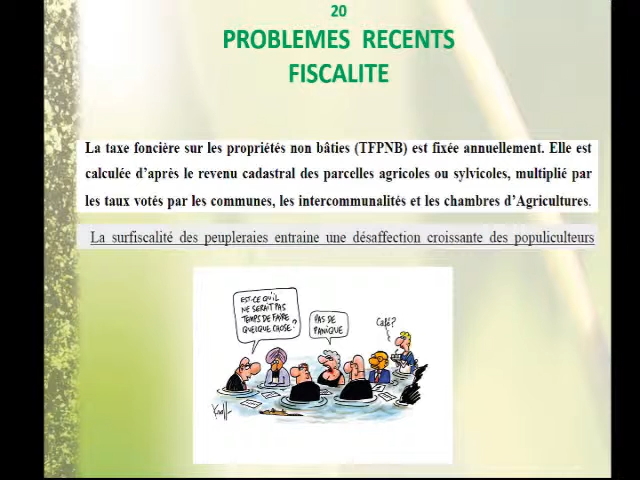 20
PROBLEMES RECENTS
FISCALITE
La taxe foncière sur les propriétés non bâties (TFPNB) est fixée annuellement. Elle est
calculée d'après le revenu cadastral des parcelles agricoles ou sylvicoles, multiplié par
les taux votés par les communes, les intercommunalités et les chambres d'Agricultures.
La surfiscalité des peupleraies entraine une désaffection croissante des populiculteurs
EST-CE QU'IL
NE SERAIT PAS
TEMPS DE FAIRE
QUELQUE CHOSE ?
PAS DE
PANIQUE
Café?